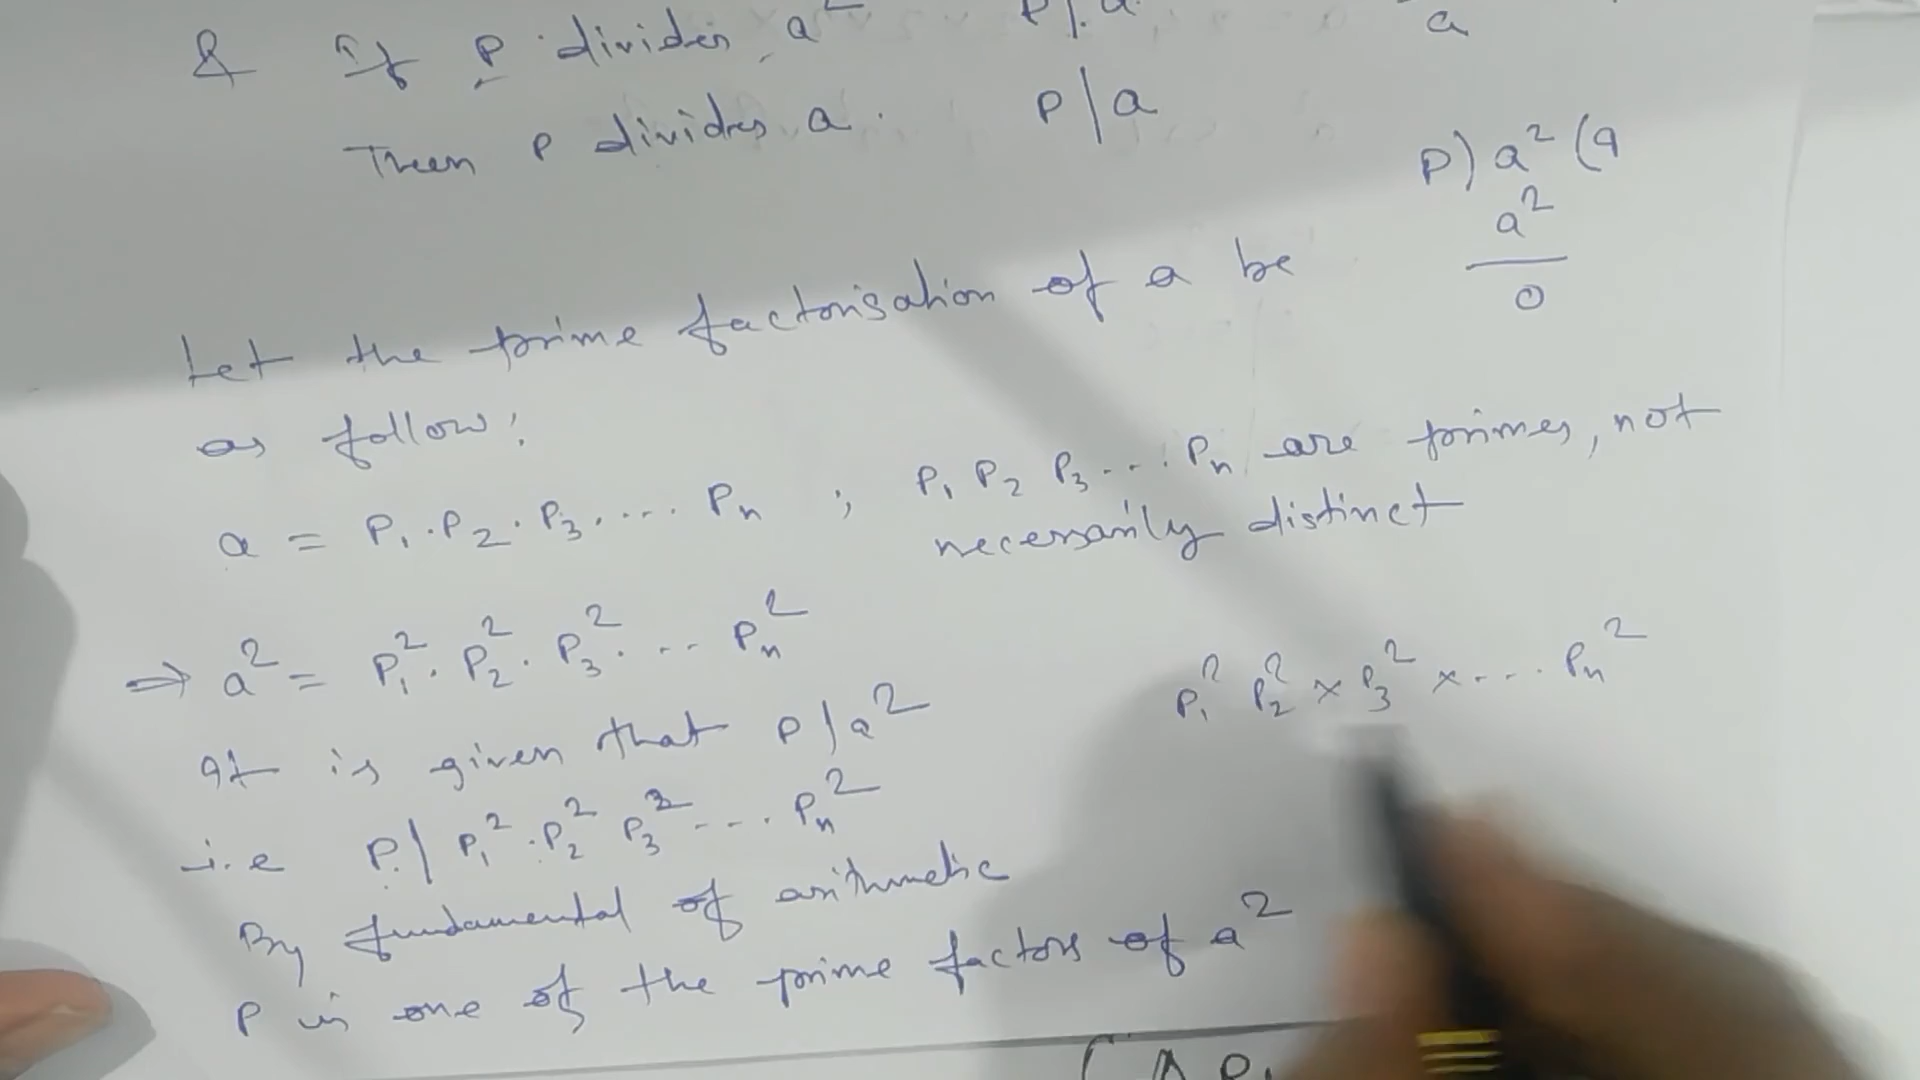 & If P divides a²
a
Then P divides a. P | a
P) a² (q
a²
0
Let the prime factorisation of a be
as follow:
a = P₁ . P₂ . P₃ .... Pₙ ; P₁ P₂ P₃ .... Pₙ are primes, not
necessarily distinct
⇒ a² = P₁² . P₂² . P₃² . .. Pₙ²
P₁² P₂² × P₃² × .... Pₙ²
It is given that P | a²
i.e P | P₁² . P₂² P₃² ... . Pₙ²
By fundamental of arithmetic
P is one of the prime factors of a²